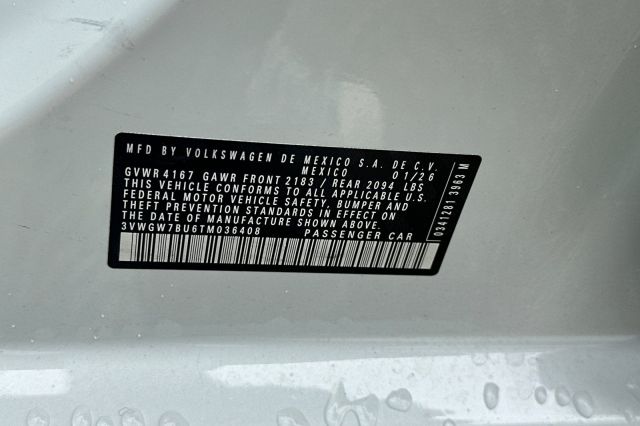 MFD BY VOLKSWAGEN DE MEXICO S.A. DE C.V.
MEXICO 01/26
GVWR 4167 GAWR FRONT 2183 / REAR 2094 LBS
THIS VEHICLE CONFORMS TO ALL APPLICABLE U.S.
FEDERAL MOTOR VEHICLE SAFETY, BUMPER AND
THEFT PREVENTION STANDARDS IN EFFECT ON
THE DATE OF MANUFACTURE SHOWN ABOVE.
3VWGW7BU6TM036408 PASSENGER CAR
0341281 3963 M